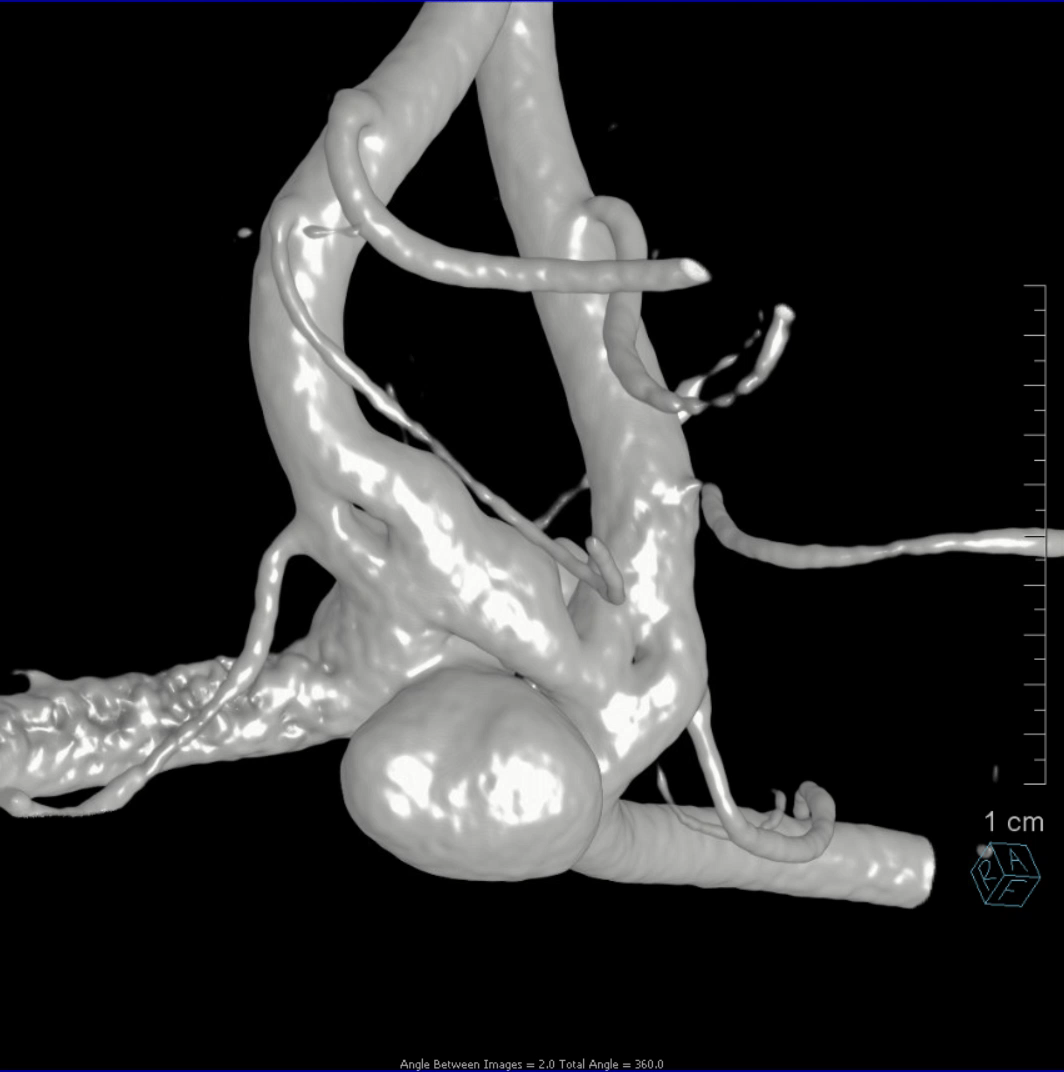 1 cm
R A
F
Angle Between Images = 2.0 Total Angle = 360.0